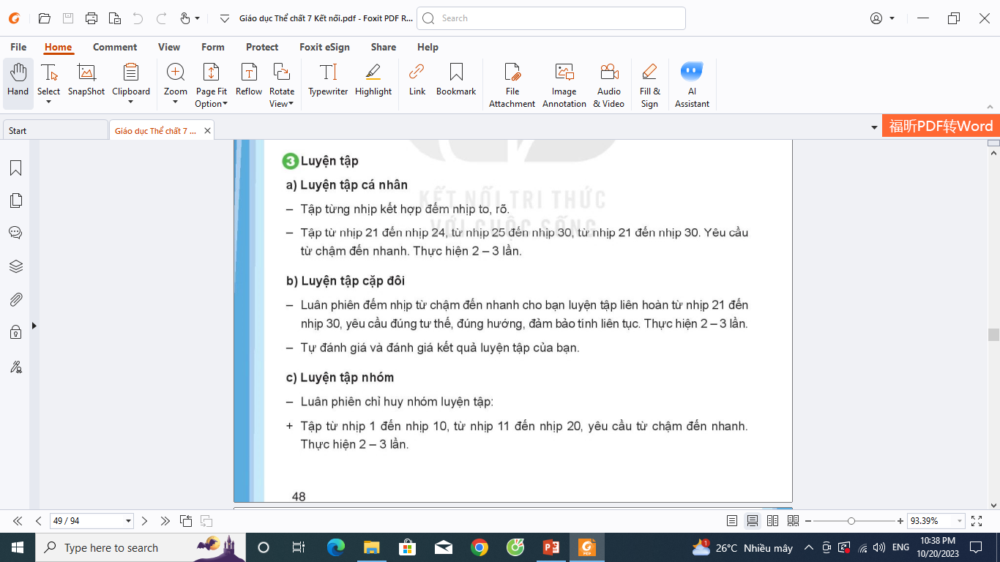 Giáo dục Thể chất 7 Kết nối.pdf - Foxit PDF R...
Search
File Home Comment View Form Protect Foxit eSign Share Help
Hand Select SnapShot Clipboard Zoom Page Fit Option Reflow Rotate View Typewriter Highlight Link Bookmark File Attachment Image Annotation Audio & Video Fill & Sign AI Assistant
Start
Giáo dục Thể chất 7 ...
福昕PDF转Word
3 Luyện tập
a) Luyện tập cá nhân
KẾT NỐI TRI THỨC
– Tập từng nhịp kết hợp đếm nhịp to, rõ.
VỚI CUỘC SỐNG
– Tập từ nhịp 21 đến nhịp 24, từ nhịp 25 đến nhịp 30, từ nhịp 21 đến nhịp 30. Yêu cầu
từ chậm đến nhanh. Thực hiện 2 – 3 lần.
b) Luyện tập cặp đôi
– Luân phiên đếm nhịp từ chậm đến nhanh cho bạn luyện tập liên hoàn từ nhịp 21 đến
nhịp 30, yêu cầu đúng tư thế, đúng hướng, đảm bảo tính liên tục. Thực hiện 2 – 3 lần.
– Tự đánh giá và đánh giá kết quả luyện tập của bạn.
c) Luyện tập nhóm
– Luân phiên chỉ huy nhóm luyện tập:
+ Tập từ nhịp 1 đến nhịp 10, từ nhịp 11 đến nhịp 20, yêu cầu từ chậm đến nhanh.
Thực hiện 2 – 3 lần.
48
49 / 94
93.39%
Type here to search
26°C Nhiều mây
ENG
10:38 PM
10/20/2023